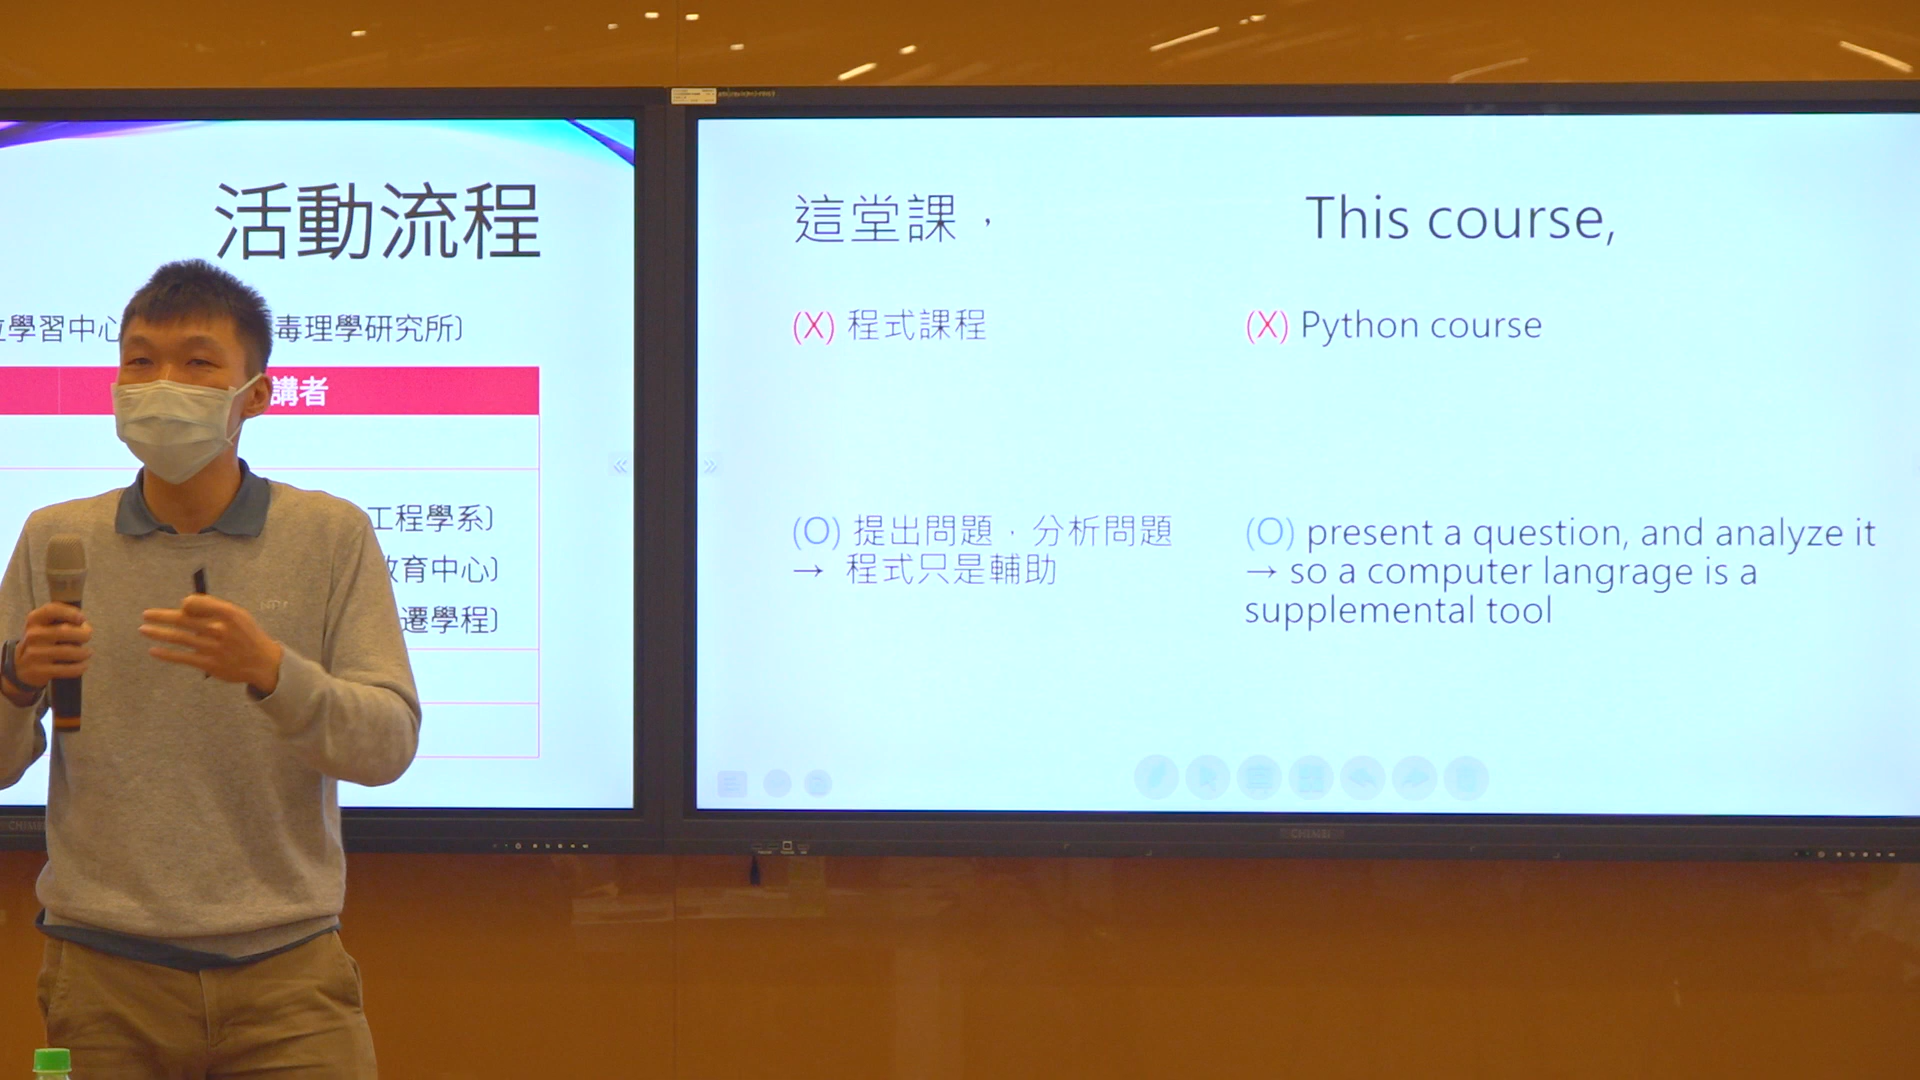 活動流程
學習中心
毒理學研究所)
講者
工程學系)
教育中心)
遷學程)
這堂課，
(X) 程式課程
(O) 提出問題，分析問題
→ 程式只是輔助
This course,
(X) Python course
(O) present a question, and analyze it
→ so a computer langrage is a
supplemental tool